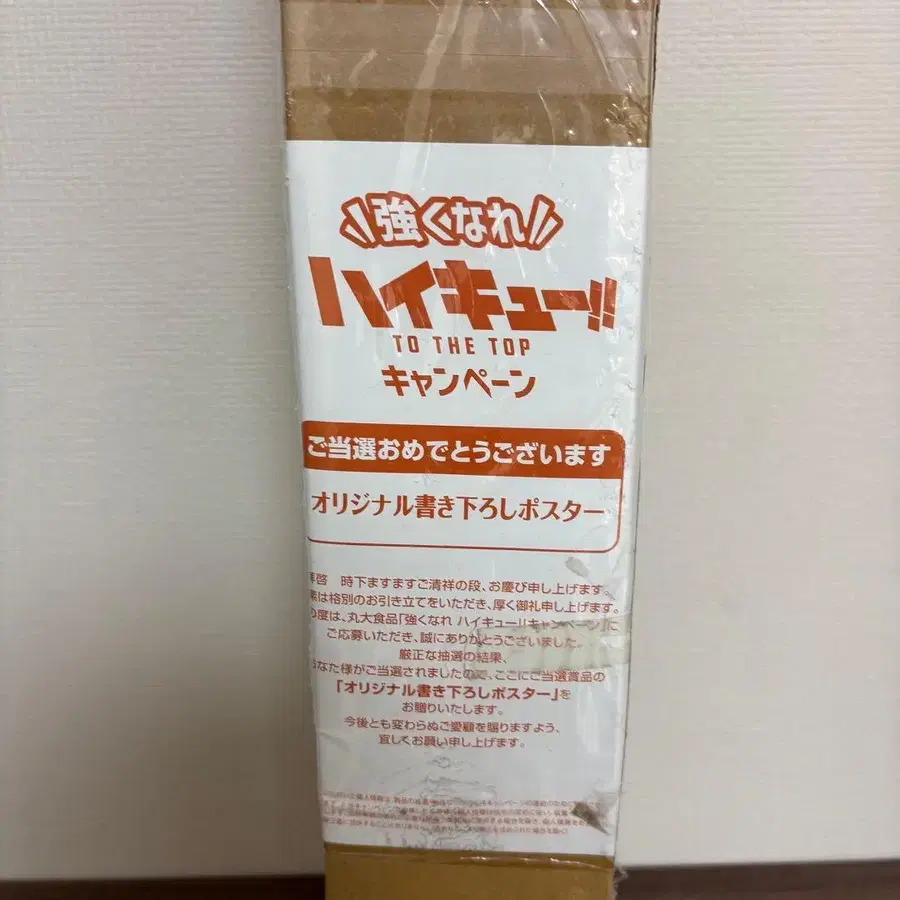 強くなれ
ハイキュー!!
TO THE TOP
キャンペーン
ご当選おめでとうございます
オリジナル書き下ろしポスター
啓 時下ますますご清祥の段、お慶び申し上げます。
は格別のお引き立てをいただき、厚く御礼申し上げます。
の度は、丸大食品「強くなれ ハイキュー!!キャンペーン」に
ご応募いただき、誠にありがとうございました。
厳正な抽選の結果、
なた様がご当選されましたので、ここにご当選賞品の
「オリジナル書き下ろしポスター」を
お贈りいたします。
今後とも変わらぬご愛顧を賜りますよう、
宜しくお願い申し上げます。